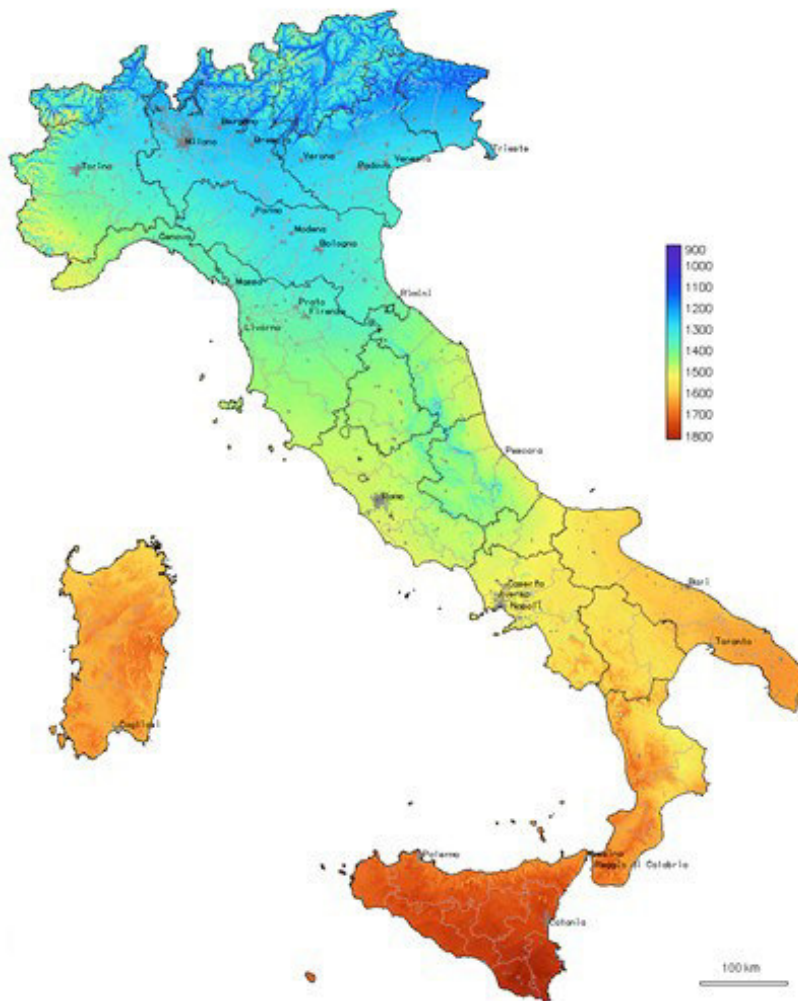 Bergamo
Milano
Brescia
Trieste
Verona
Venezia
Padova
Torino
Parma
Modena
Genova
Bologna
900
1000
1100
1200
1300
1400
1500
1600
1700
1800
Massa
Rimini
Prato
Firenze
Livorno
Pescara
Roma
Caserta
Bari
Napoli
Taranto
Cagliari
Palermo
Messina
Reggio di Calabria
Catania
100 km